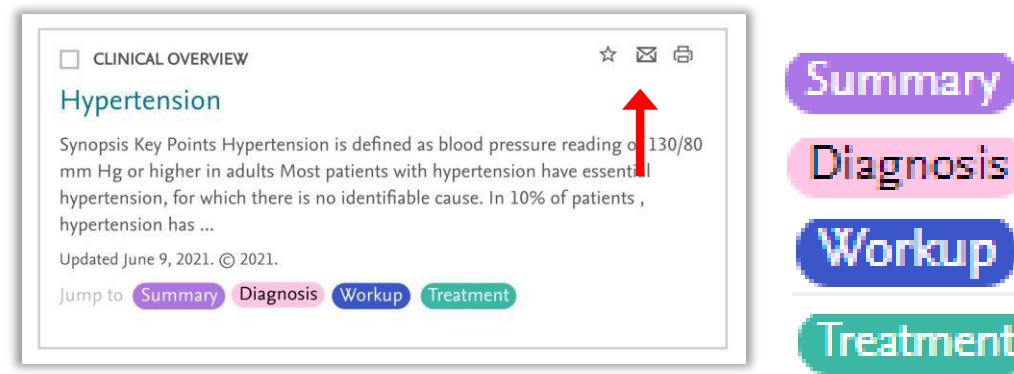 CLINICAL OVERVIEW
Hypertension
Synopsis Key Points Hypertension is defined as blood pressure reading of 130/80
mm Hg or higher in adults Most patients with hypertension have essential
hypertension, for which there is no identifiable cause. In 10% of patients ,
hypertension has ...
Updated June 9, 2021. © 2021.
Jump to Summary Diagnosis Workup Treatment
Summary
Diagnosis
Workup
Treatment